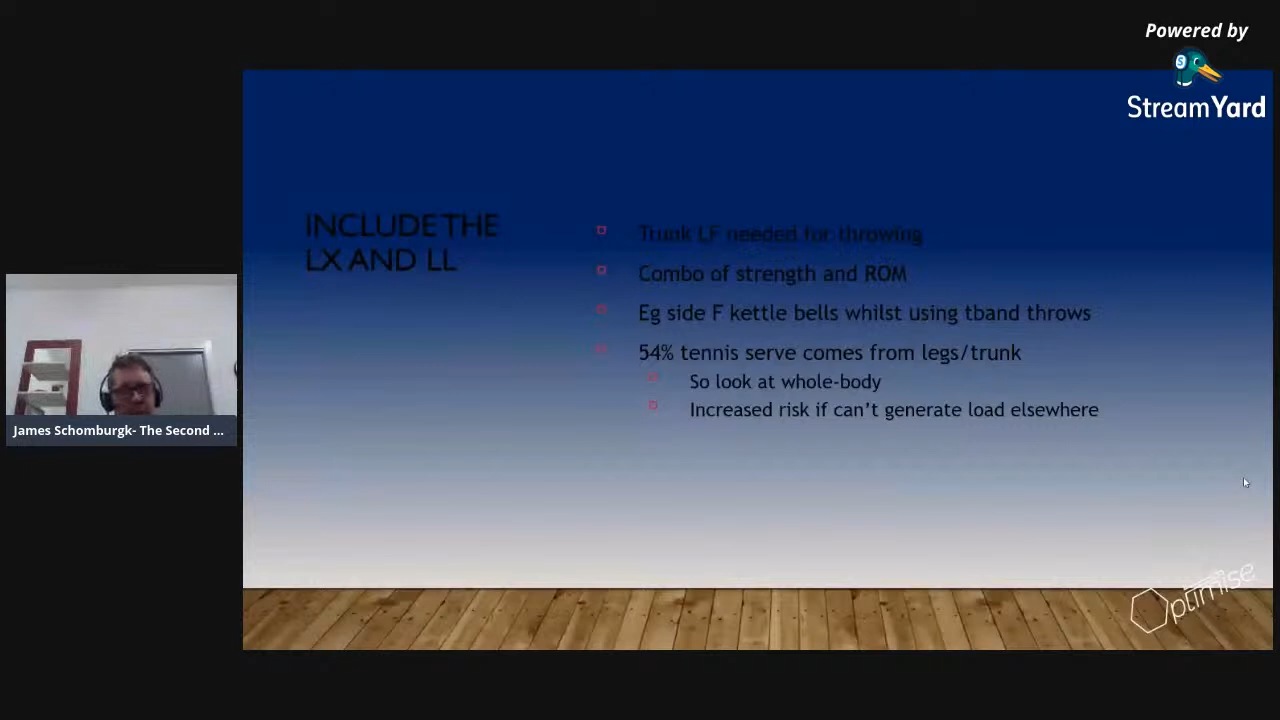 Powered by
StreamYard
INCLUDE THE
LX AND LL
Trunk LF needed for throwing
Combo of strength and ROM
Eg side F kettle bells whilst using tband throws
54% tennis serve comes from legs/trunk
So look at whole-body
Increased risk if can't generate load elsewhere
James Schomburgk- The Second ...
Optimise